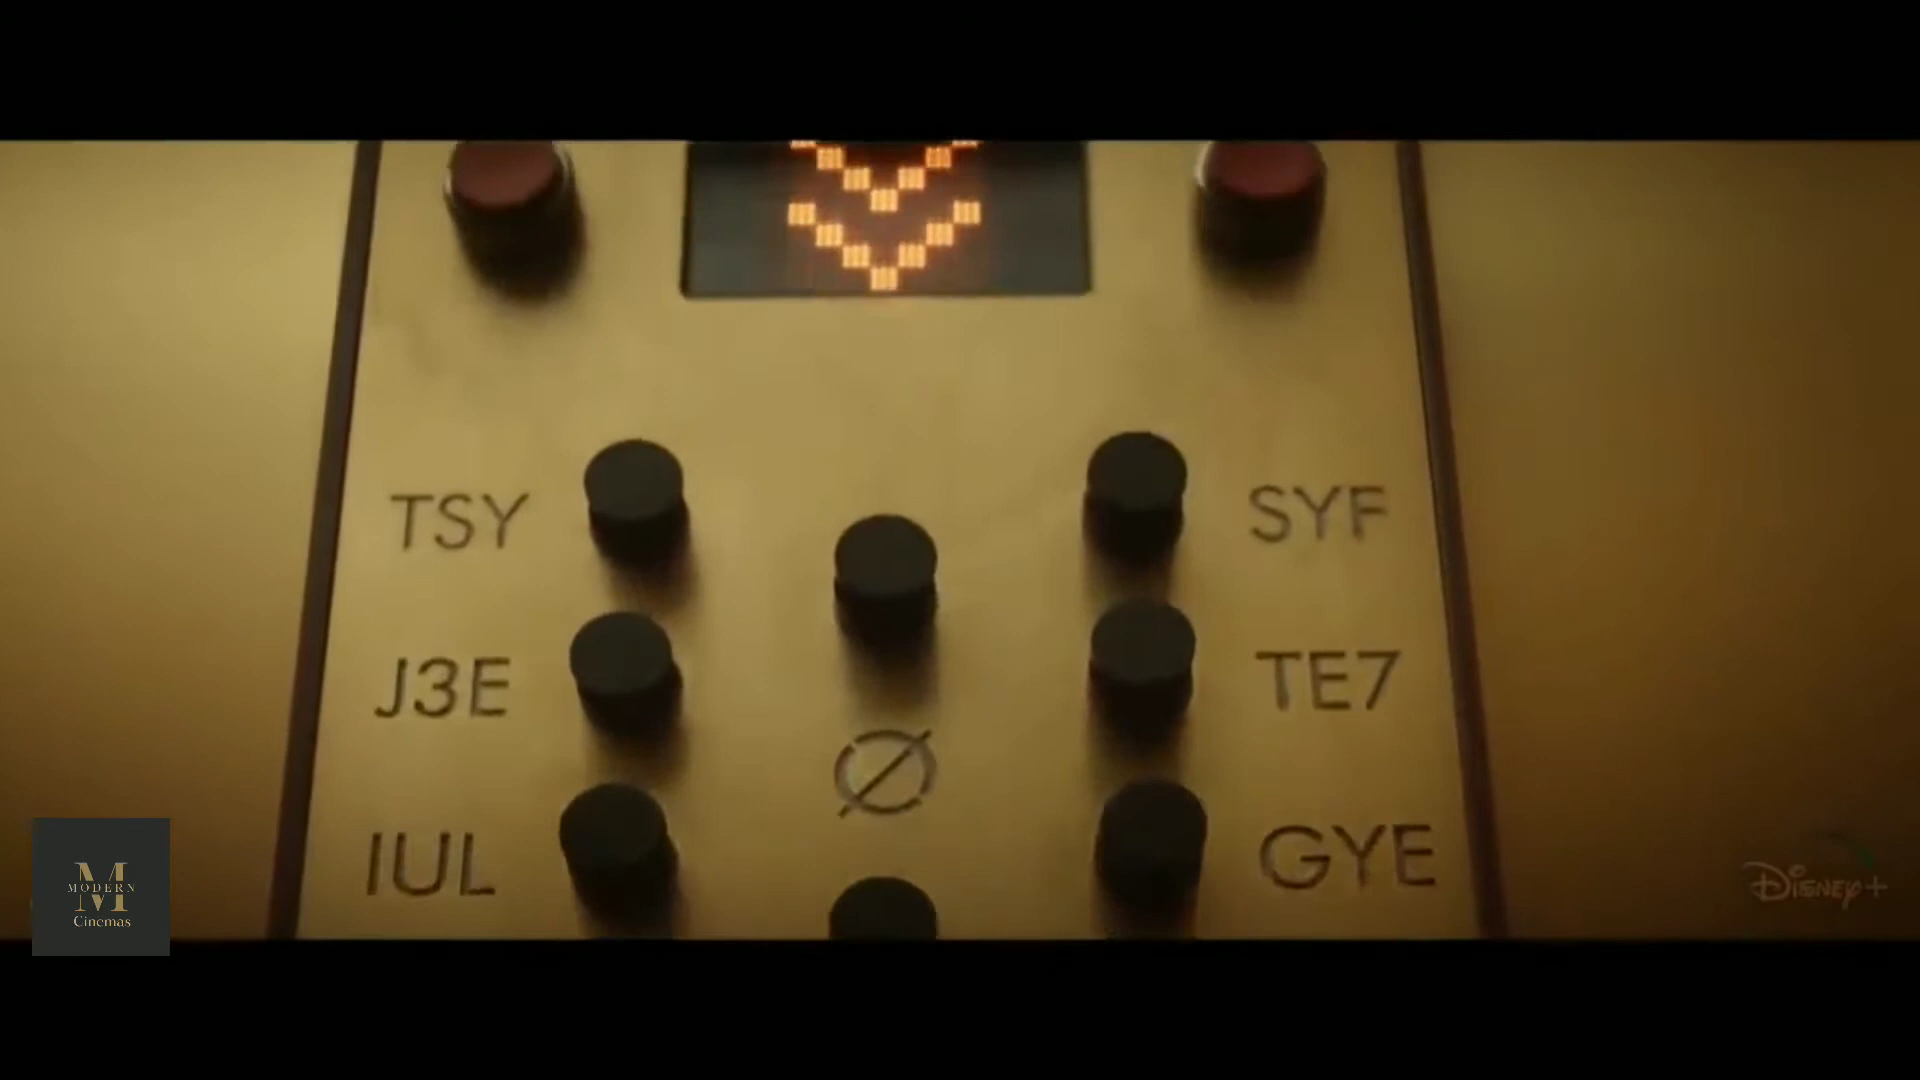 TSY
SYF
J3E
TE7
Ø
IUL
GYE
M
MODERN
Cinemas
Disney+